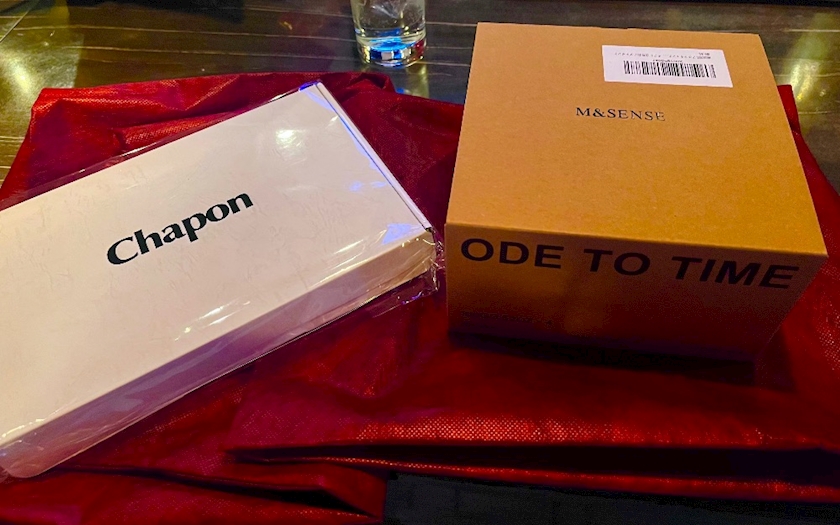 Chapon
M&SENSE
ODE TO TIME